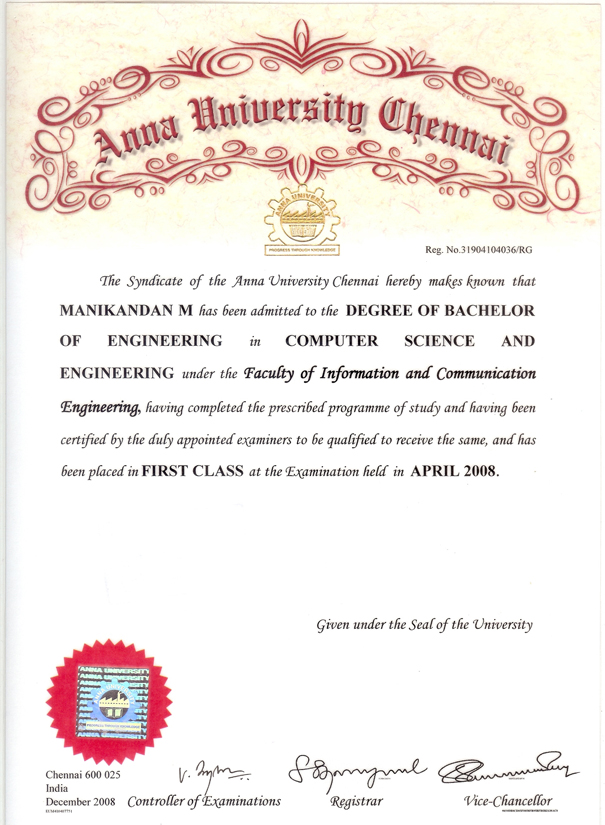 Anna University Chennai
ANNA UNIVERSITY
PROGRESS THROUGH KNOWLEDGE
Reg. No.31904104036/RG
The Syndicate of the Anna University Chennai hereby makes known that
MANIKANDAN M has been admitted to the DEGREE OF BACHELOR
OF ENGINEERING in COMPUTER SCIENCE AND
ENGINEERING under the Faculty of Information and Communication
Engineering, having completed the prescribed programme of study and having been
certified by the duly appointed examiners to be qualified to receive the same, and has
been placed in FIRST CLASS at the Examination held in APRIL 2008.
Given under the Seal of the University
ANNA UNIVERSITY
Chennai 600 025
India
December 2008
Controller of Examinations
Registrar
Vice-Chancellor